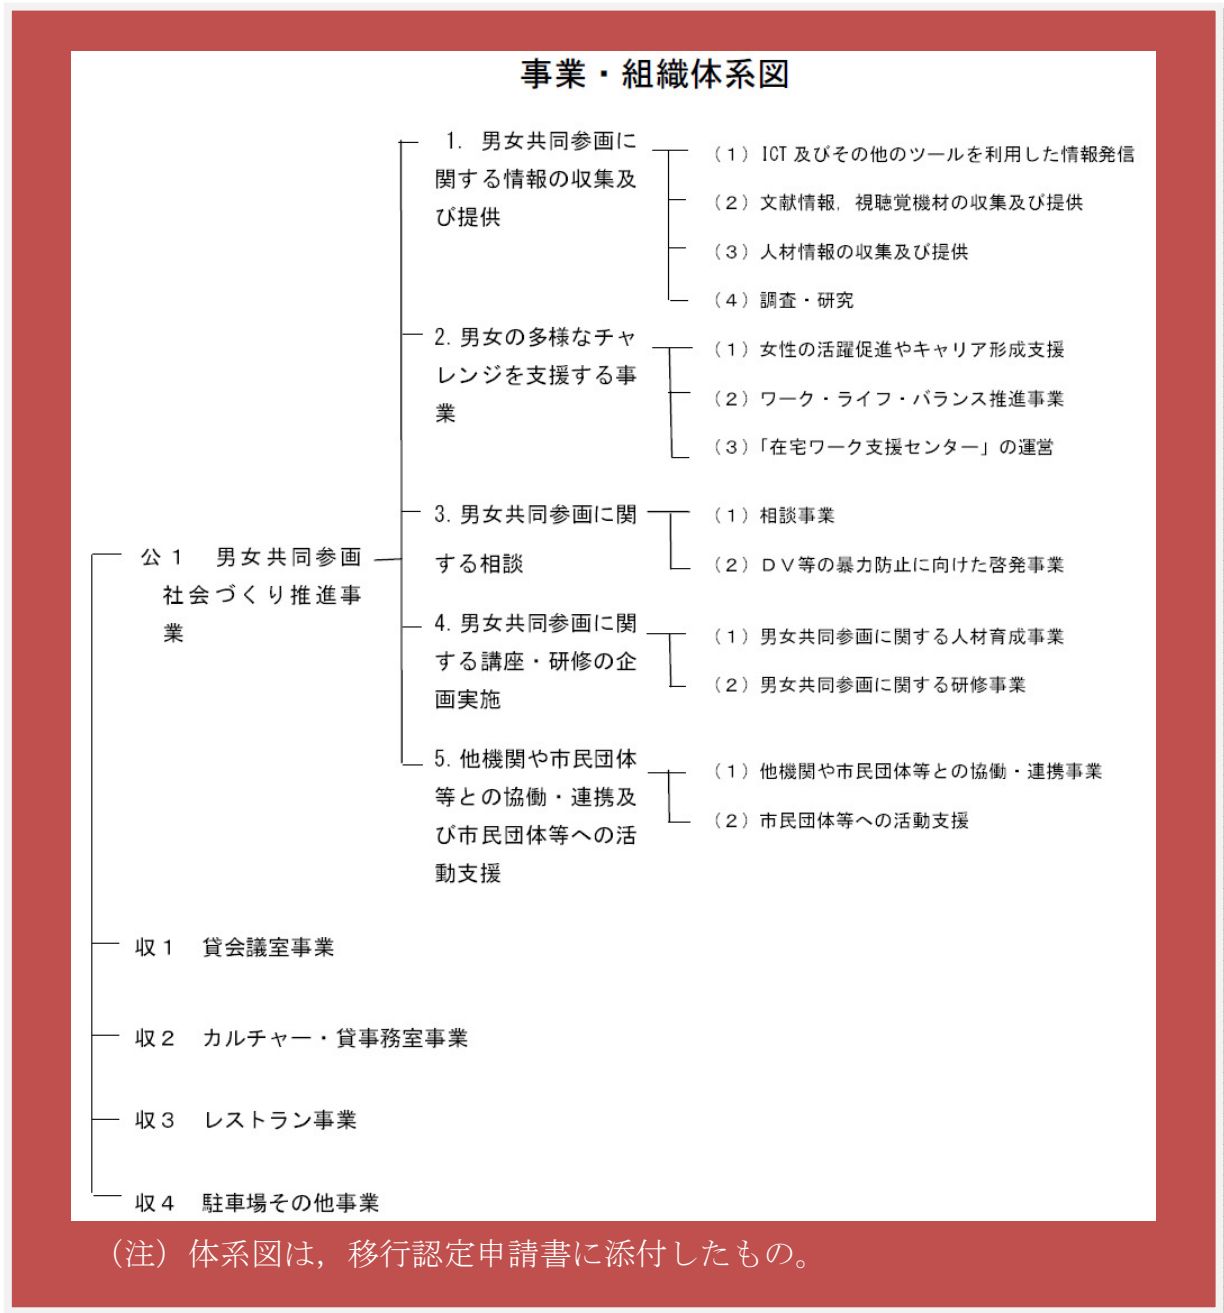 事業・組織体系図
1. 男女共同参画に
関する情報の収集及
び提供
（１）ICT 及びその他のツールを利用した情報発信
（２）文献情報，視聴覚機材の収集及び提供
（３）人材情報の収集及び提供
（４）調査・研究
2. 男女の多様なチャ
レンジを支援する事
業
（１）女性の活躍促進やキャリア形成支援
（２）ワーク・ライフ・バランス推進事業
（３）「在宅ワーク支援センター」の運営
3. 男女共同参画に関
する相談
（１）相談事業
（２）ＤＶ等の暴力防止に向けた啓発事業
公１　男女共同参画
社会づくり推進事
業
4. 男女共同参画に関
する講座・研修の企
画実施
（１）男女共同参画に関する人材育成事業
（２）男女共同参画に関する研修事業
5. 他機関や市民団体
等との協働・連携及
び市民団体等への活
動支援
（１）他機関や市民団体等との協働・連携事業
（２）市民団体等への活動支援
収１　貸会議室事業
収２　カルチャー・貸事務室事業
収３　レストラン事業
収４　駐車場その他事業
（注）体系図は，移行認定申請書に添付したもの。